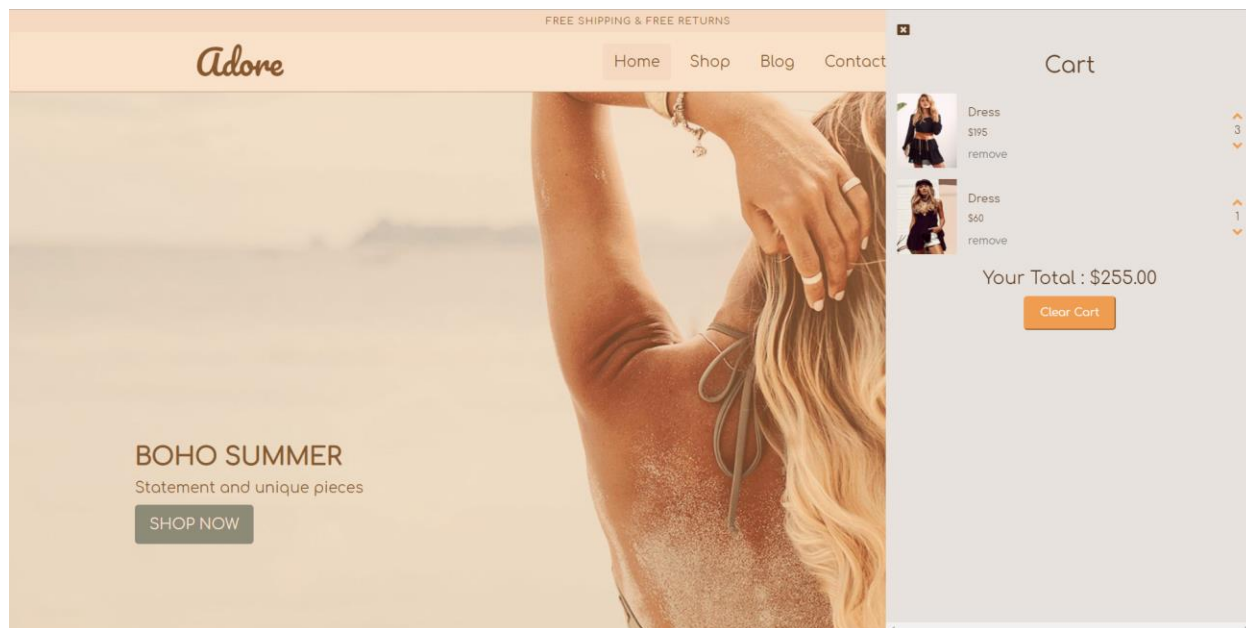 FREE SHIPPING & FREE RETURNS
Adore
Home Shop Blog Contact
BOHO SUMMER
Statement and unique pieces
SHOP NOW
Cart
Dress
$195
remove
3
Dress
$60
remove
1
Your Total : $255.00
Clear Cart